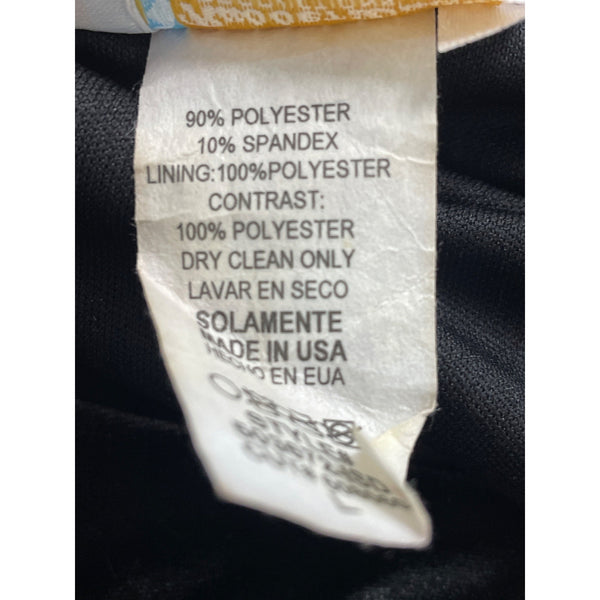 90% POLYESTER
10% SPANDEX
LINING:100%POLYESTER
CONTRAST:
100% POLYESTER
DRY CLEAN ONLY
LAVAR EN SECO
SOLAMENTE
MADE IN USA
HECHO EN EUA